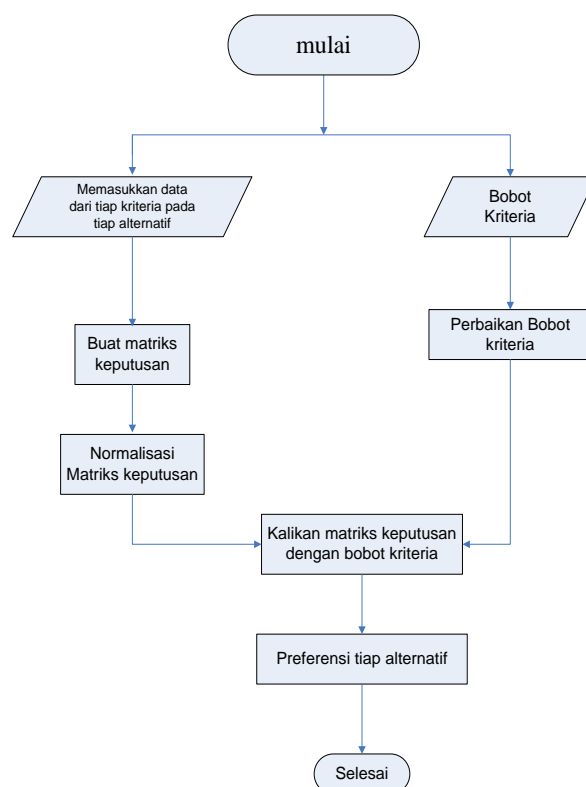 mulai
Memasukkan data
dari tiap kriteria pada
tiap alternatif
Bobot
Kriteria
Buat matriks
keputusan
Perbaikan Bobot
kriteria
Normalisasi
Matriks keputusan
Kalikan matriks keputusan
dengan bobot kriteria
Preferensi tiap alternatif
Selesai